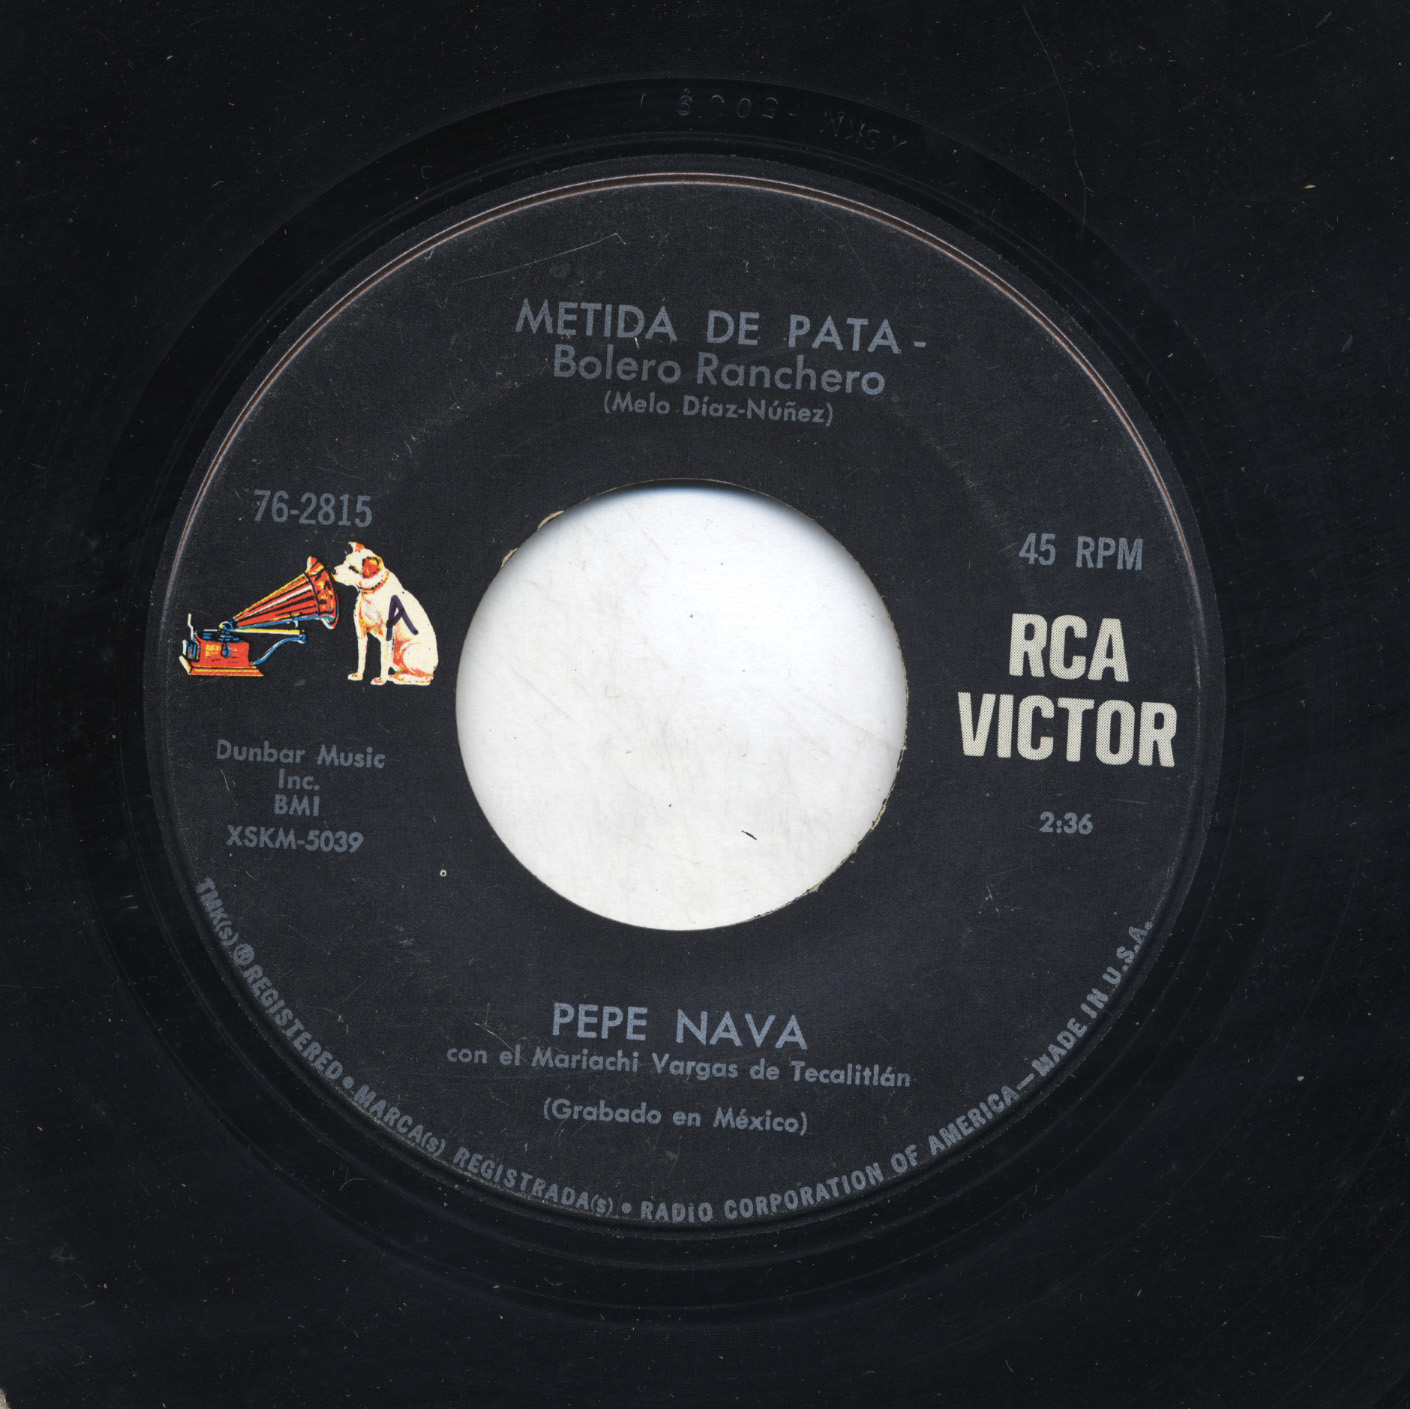 METIDA DE PATA -
Bolero Ranchero
(Melo Díaz-Núñez)
76-2815
45 RPM
A
RCA
VICTOR
Dunbar Music
Inc.
BMI
XSKM-5039
2:36
PEPE NAVA
con el Mariachi Vargas de Tecalitlán
(Grabado en México)
TMK(s) ® REGISTERED • MARCA(s) REGISTRADA(s) • RADIO CORPORATION OF AMERICA — MADE IN U.S.A.